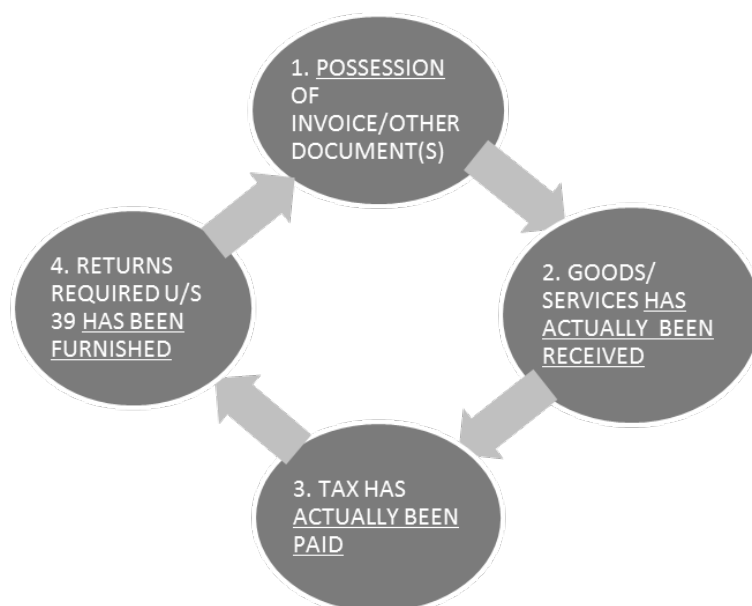 1. POSSESSION
OF
INVOICE/OTHER
DOCUMENT(S)
2. GOODS/
SERVICES HAS
ACTUALLY BEEN
RECEIVED
3. TAX HAS
ACTUALLY BEEN
PAID
4. RETURNS
REQUIRED U/S
39 HAS BEEN
FURNISHED